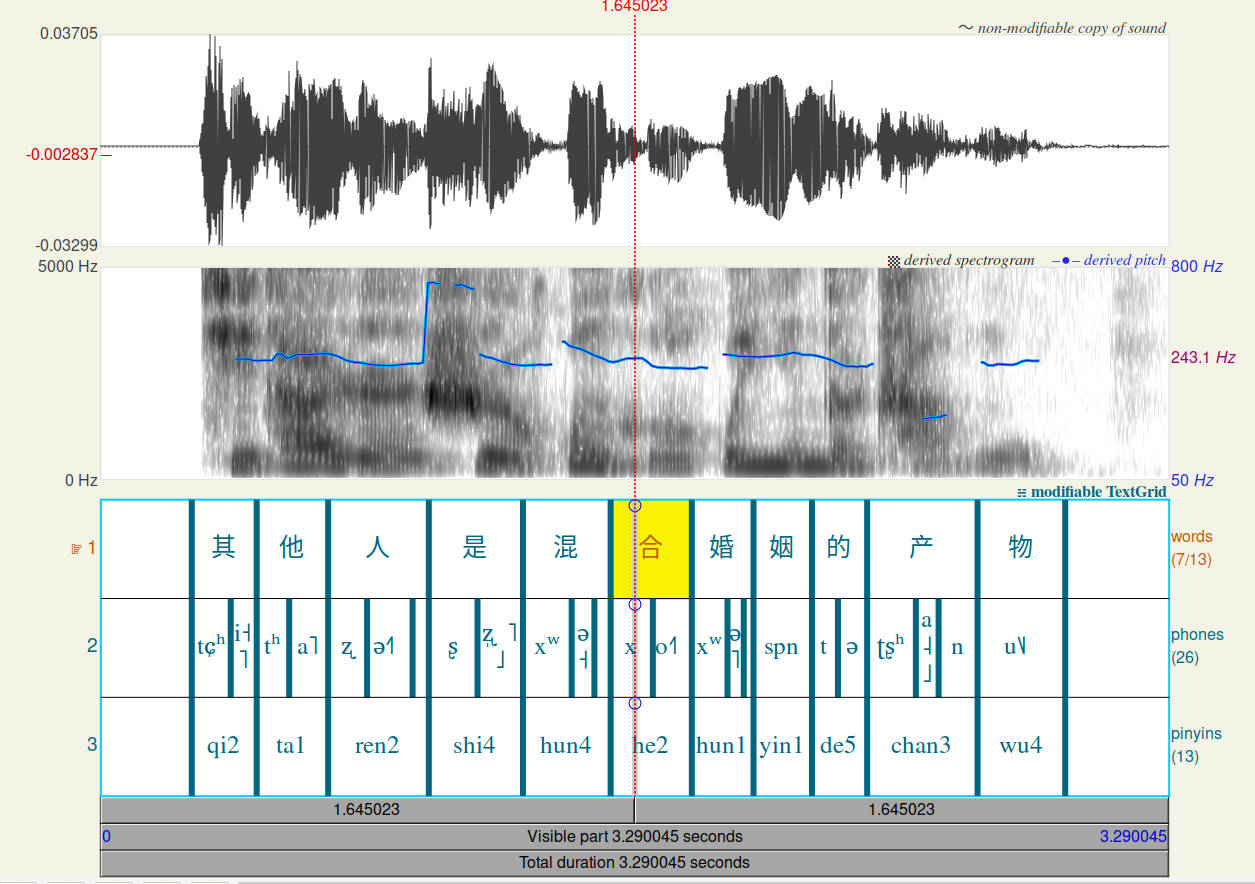 1.645023
0.03705
non-modifiable copy of sound
-0.002837
-0.03299
5000 Hz
derived spectrogram
derived pitch
800 Hz
243.1 Hz
0 Hz
50 Hz
modifiable TextGrid
1 其 他 人 是 混 合 婚 姻 的 产 物 words (7/13)
2 tɕʰ i˧˥ tʰ a˥ ʐ ə˧˥ ʂ ʐ̩˥˩ xʷ ə˧ x o˧˥ xʷ ə˥ spn t ə ʈʂʰ a˨˩˦ n u˥˩ phones (26)
3 qi2 ta1 ren2 shi4 hun4 he2 hun1 yin1 de5 chan3 wu4 pinyins (13)
1.645023 1.645023
0 Visible part 3.290045 seconds 3.290045
Total duration 3.290045 seconds